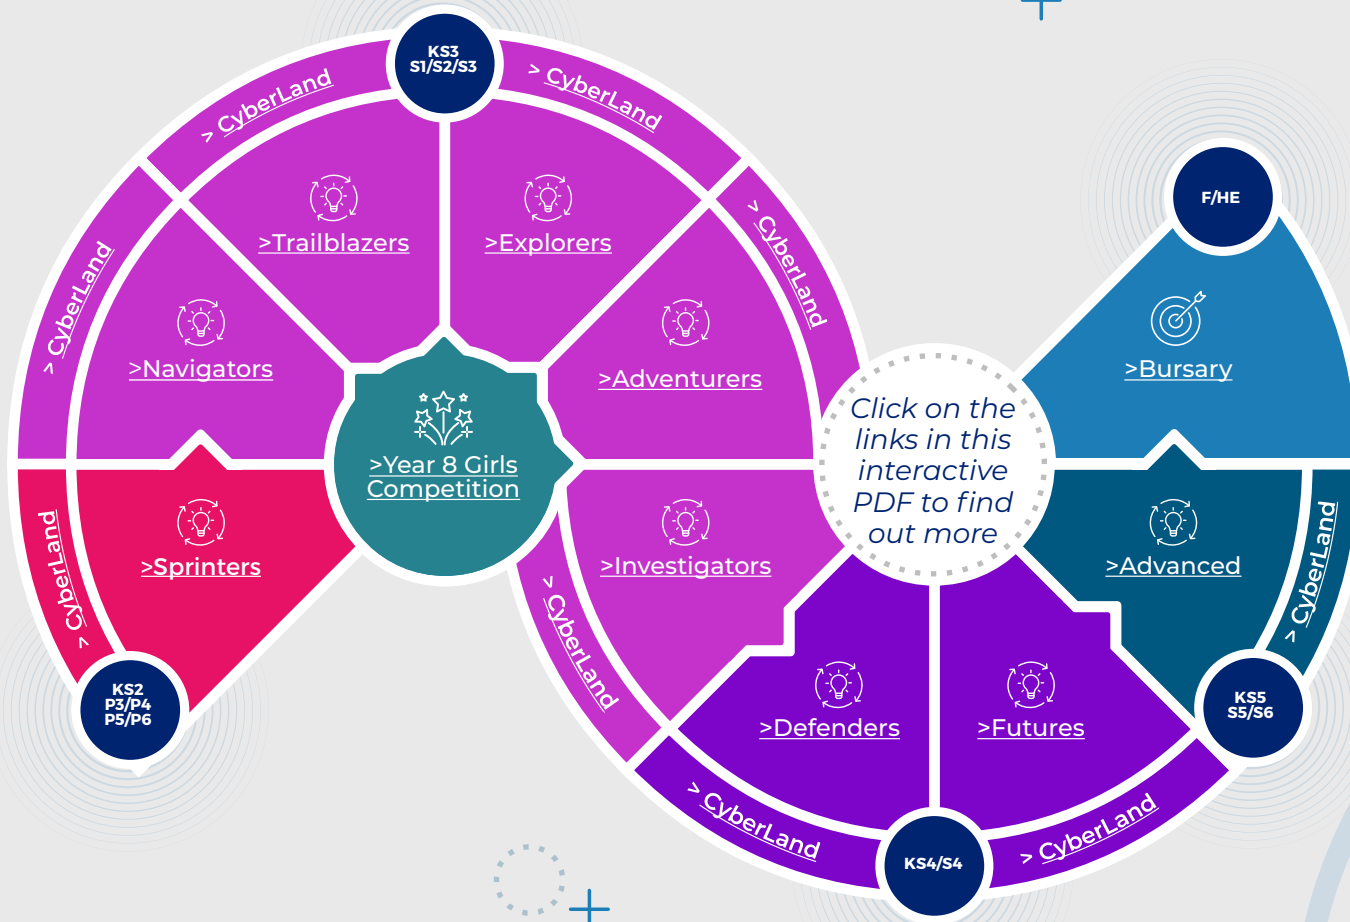 KS3
S1/S2/S3
> CyberLand
> CyberLand
> CyberLand
> CyberLand
>Trailblazers
>Explorers
>Navigators
>Adventurers
>Year 8 Girls
Competition
> CyberLand
>Sprinters
KS2
P3/P4
P5/P6
>Investigators
> CyberLand
Click on the
links in this
interactive
PDF to find
out more
>Defenders
>Futures
> CyberLand
> CyberLand
KS4/S4
F/HE
>Bursary
>Advanced
> CyberLand
KS5
S5/S6